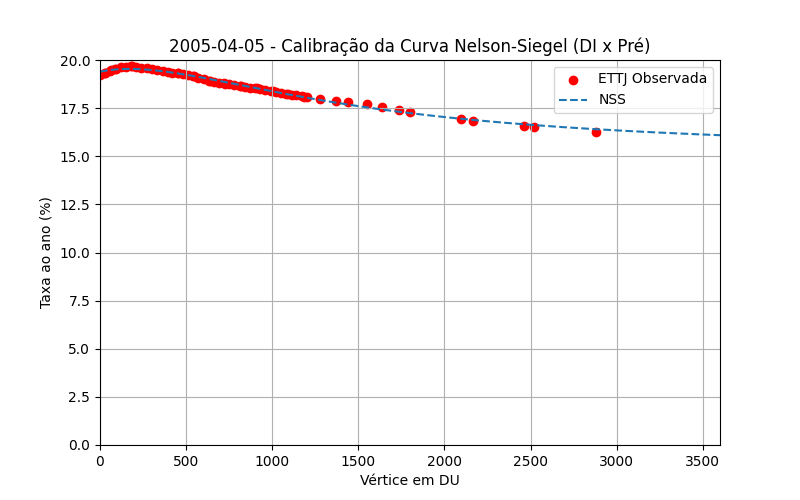 2005-04-05 - Calibração da Curva Nelson-Siegel (DI x Pré)
ETTJ Observada
NSS
Taxa ao ano (%)
20.0
17.5
15.0
12.5
10.0
7.5
5.0
2.5
0.0
0 500 1000 1500 2000 2500 3000 3500
Vértice em DU